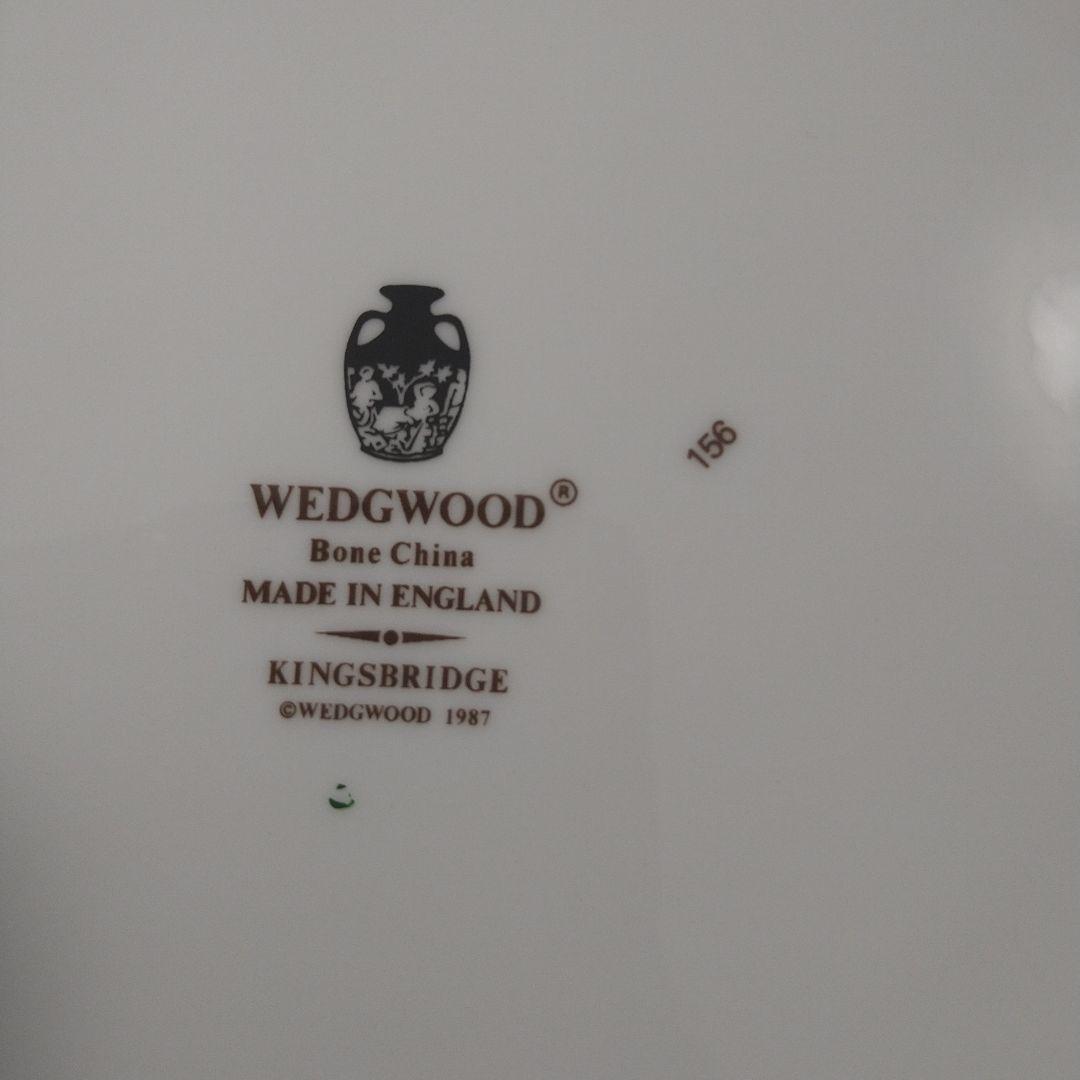 WEDGWOOD®
Bone China
MADE IN ENGLAND
KINGSBRIDGE
©WEDGWOOD 1987
156